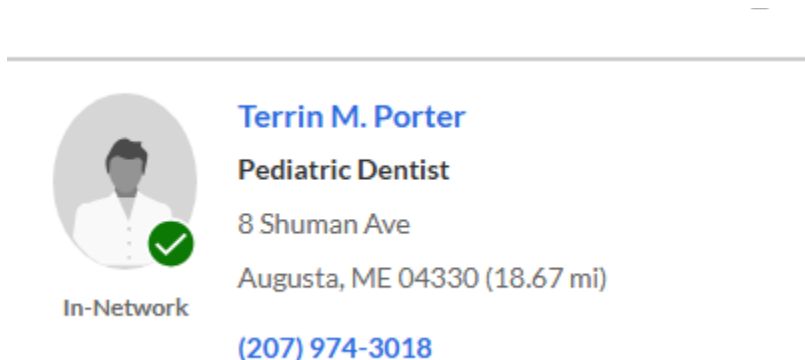 Terrin M. Porter
Pediatric Dentist
8 Shuman Ave
Augusta, ME 04330 (18.67 mi)
In-Network
(207) 974-3018